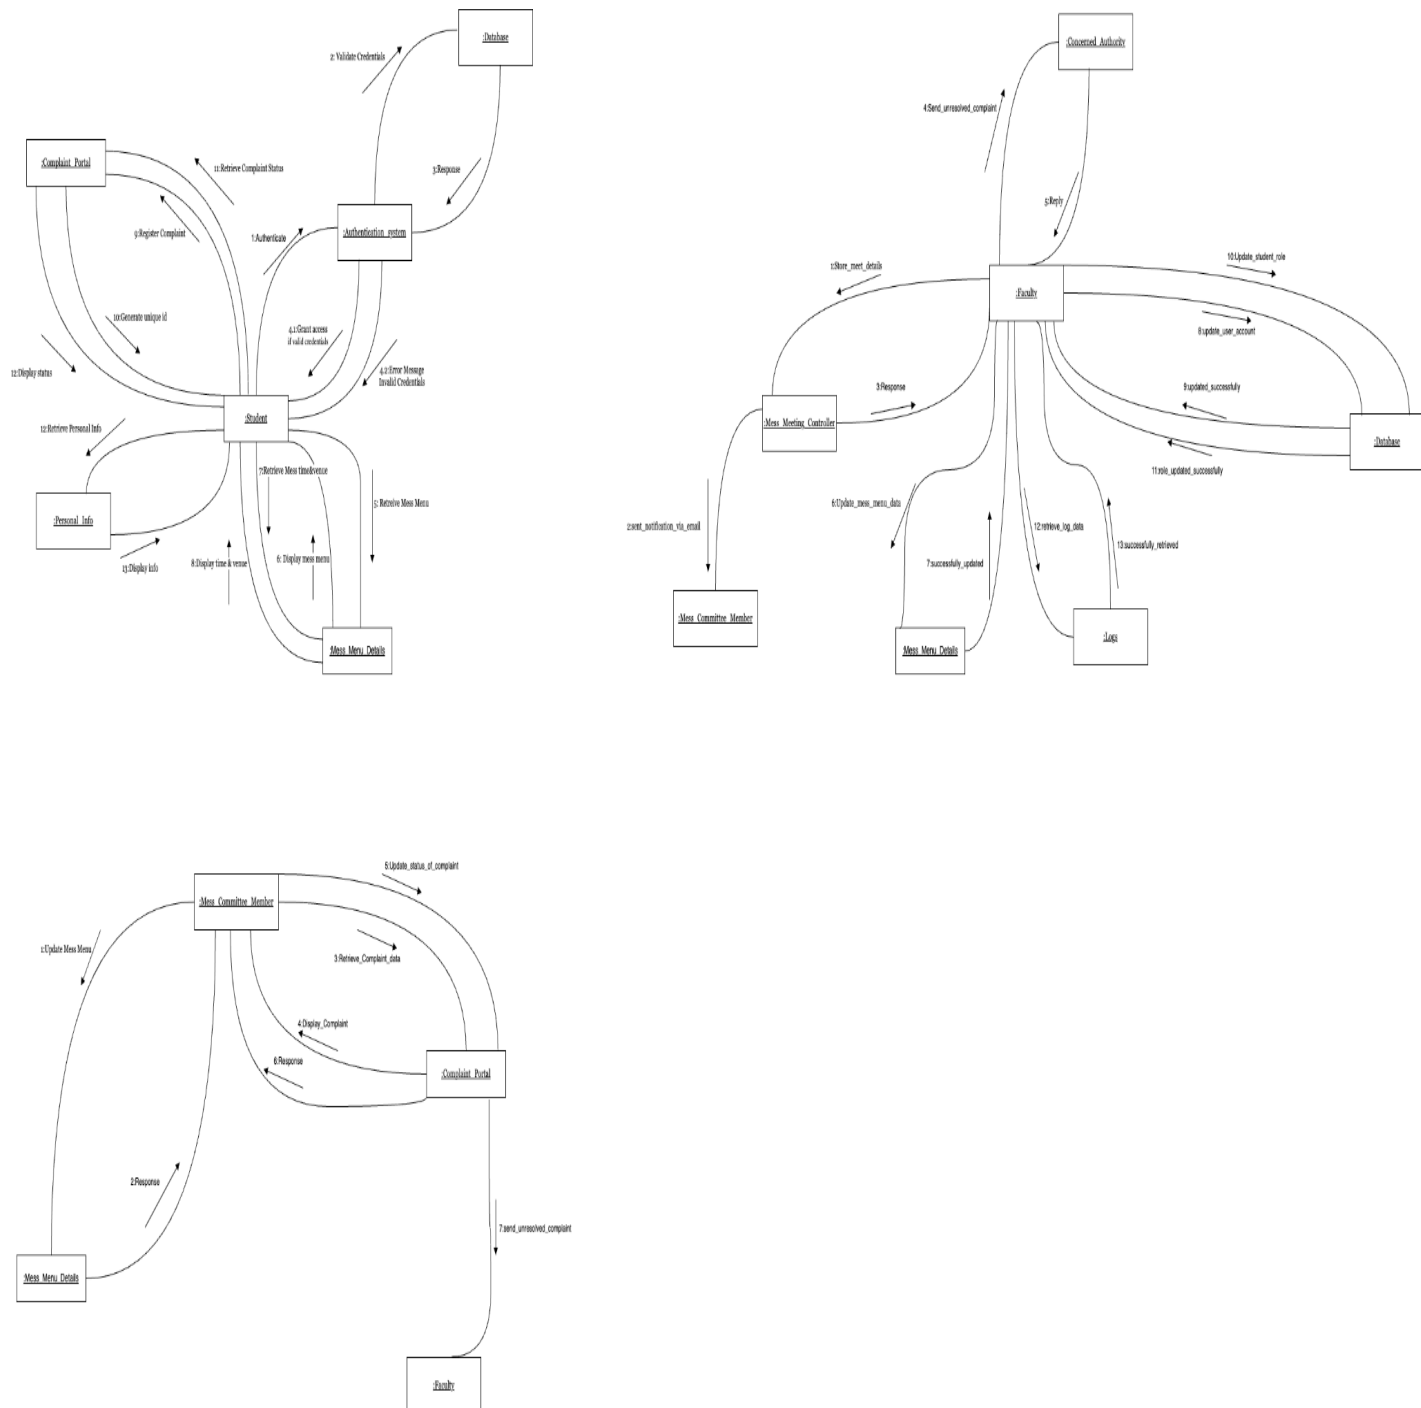 :Database
2: Validate Credentials
:Complaint_Portal
11:Retrieve Complaint Status
3:Response
9:Register Complaint
1:Authenticate
:Authentication_system
10:Generate unique id
4.1:Grant access
if valid credentials
12:Display status
4.2:Error Message
Invalid Credentials
:Student
12:Retrieve Personal Info
7:Retrieve Mess time&venue
5: Retreive Mess Menu
:Personal_Info
13:Display info
8:Display time & venue
6: Display mess menu
:Mess_Menu_Details
:Concerned_Authority
4:Send_unresolved_complaint
5:Reply
1:Store_meet_details
:Faculty
10:Update_student_role
8:update_user_account
3:Response
9:updated_successfully
:Mess_Meeting_Controller
:Database
11:role_updated_successfully
6:Update_mess_menu_data
2:sent_notification_via_email
12:retrieve_log_data
13:successfully_retrieved
7:successfully_updated
:Mess_Committee_Member
:Mess_Menu_Details
:Logs
5:Update_status_of_complaint
:Mess_Committee_Member
1:Update Mess Menu
3:Retrieve_Complaint_data
4:Display_Complaint
6:Response
:Complaint_Portal
2:Response
7:send_unresolved_complaint
:Mess_Menu_Details
:Faculty